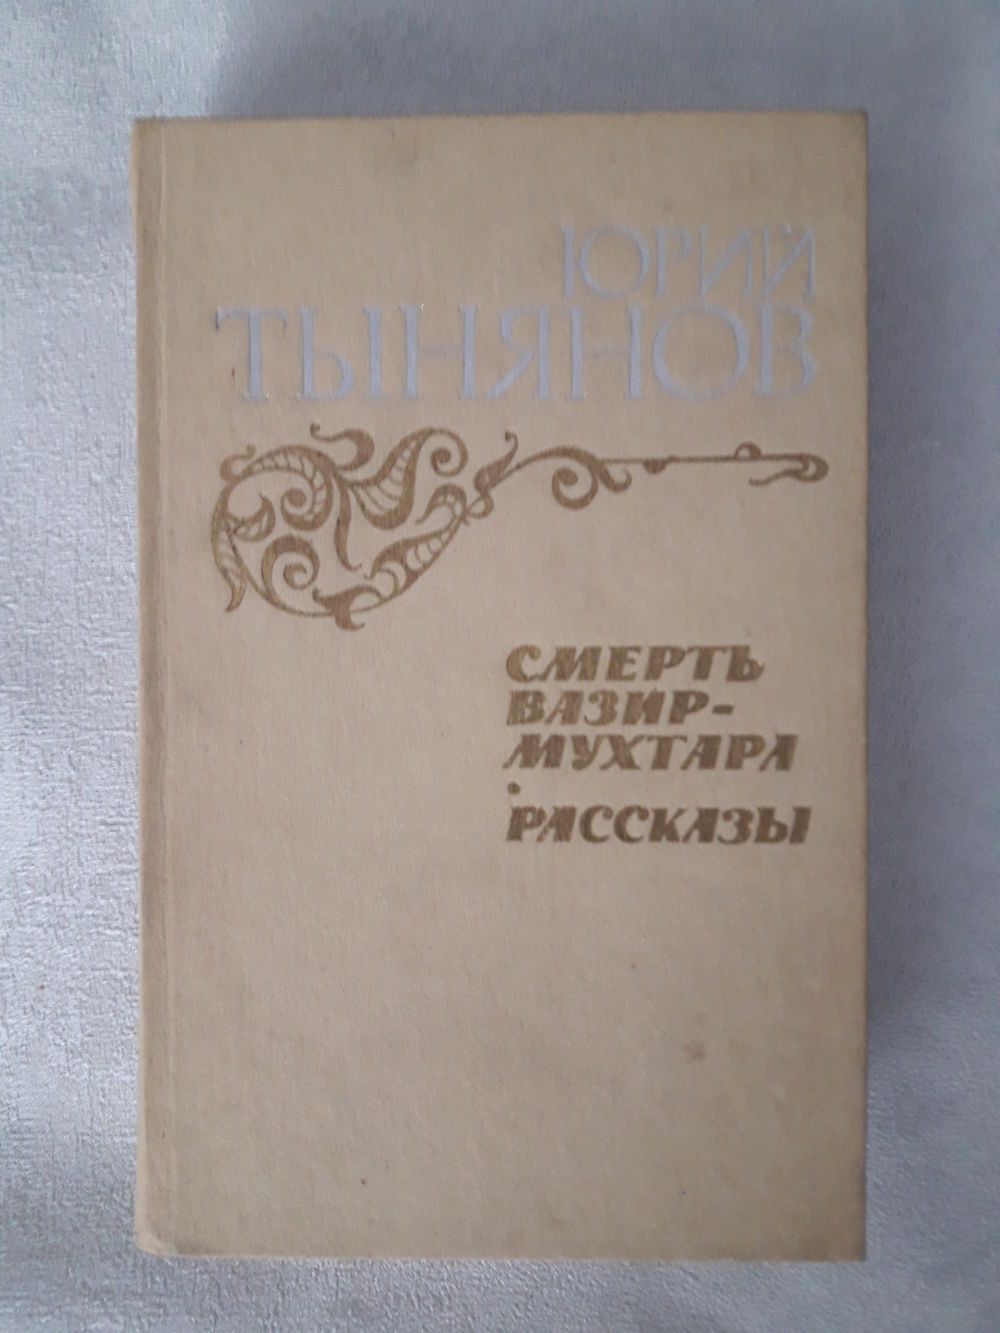 ЮРИЙ
ТЫНЯНОВ
СМЕРТЬ
ВАЗИР-
МУХТАРА
•
РАССКАЗЫ